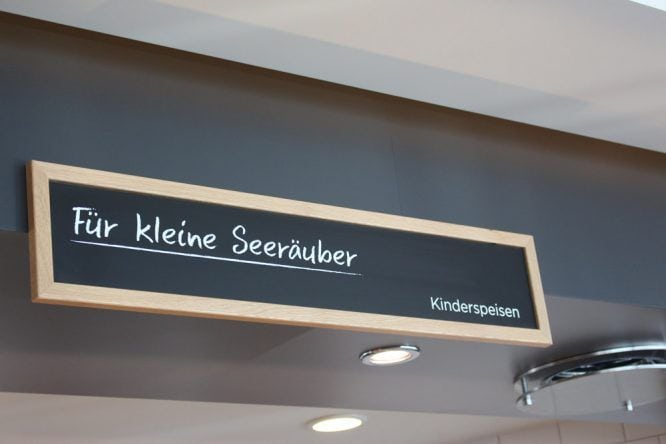 Für kleine Seeräuber
Kinderspeisen